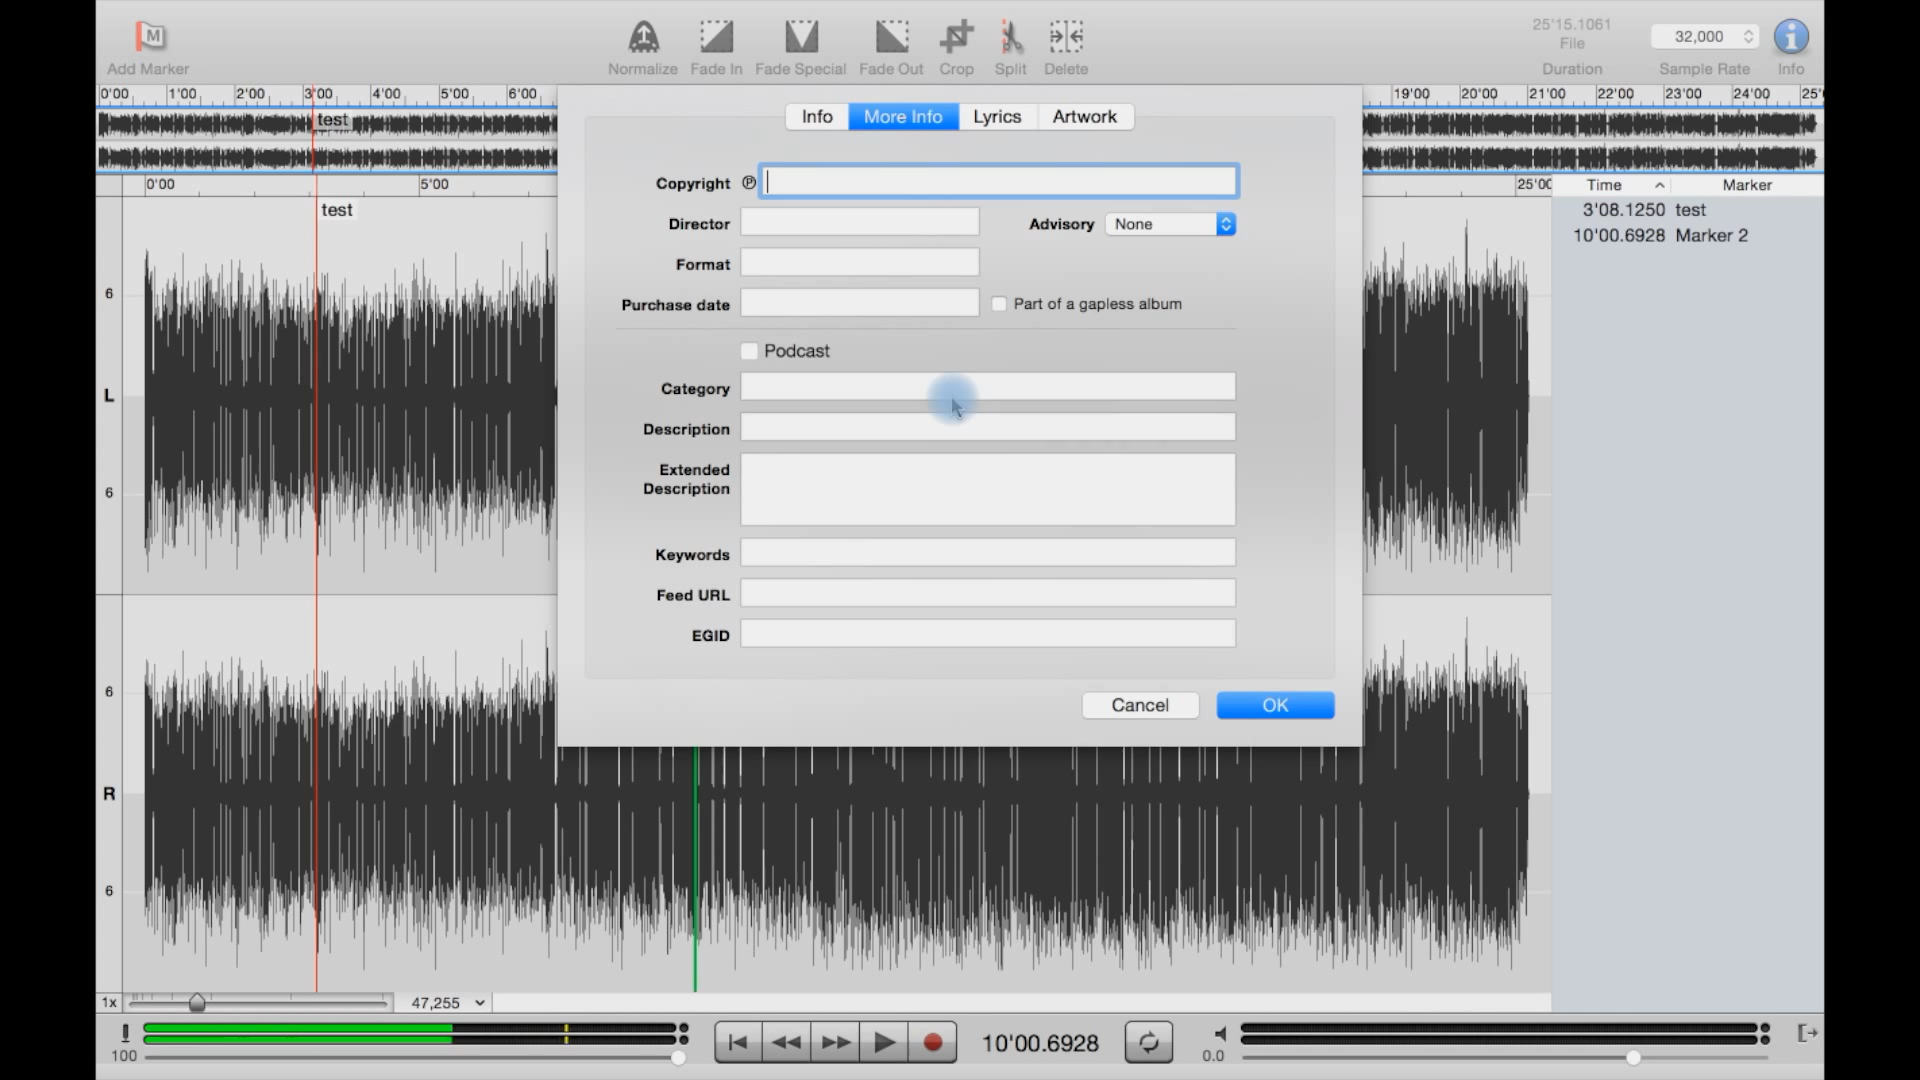 M
Add Marker
Normalize
Fade In
Fade Special
Fade Out
Crop
Split
Delete
25'15.1061
File
Duration
32,000
Sample Rate
Info
0'00
1'00
2'00
3'00
4'00
5'00
6'00
19'00
20'00
21'00
22'00
23'00
24'00
25'
test
0'00
5'00
25'00
test
Time
Marker
3'08.1250 test
10'00.6928 Marker 2
Info
More Info
Lyrics
Artwork
Copyright ℗
Director
Advisory None
Format
Purchase date
Part of a gapless album
Podcast
Category
Description
Extended
Description
Keywords
Feed URL
EGID
Cancel
OK
6
L
6
6
R
6
1x
47,255
100
10'00.6928
0.0